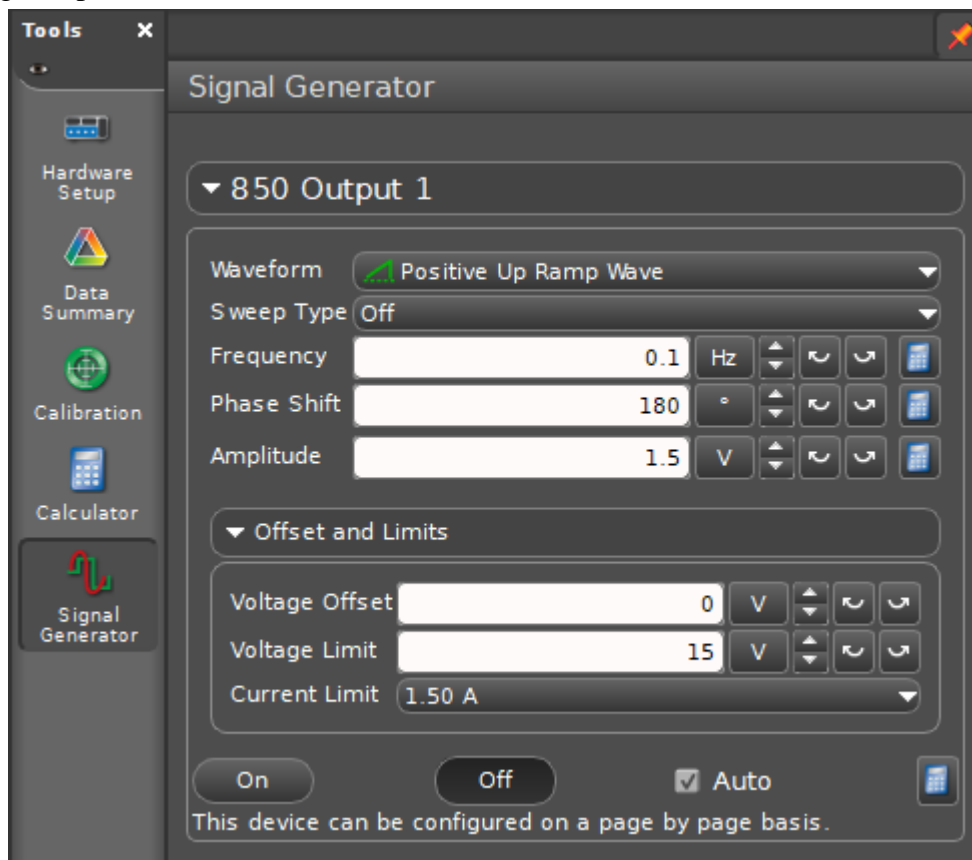 Tools
Signal Generator
Hardware
Setup
Data
Summary
Calibration
Calculator
Signal
Generator
850 Output 1
Waveform Positive Up Ramp Wave
Sweep Type Off
Frequency 0.1 Hz
Phase Shift 180 °
Amplitude 1.5 V
Offset and Limits
Voltage Offset 0 V
Voltage Limit 15 V
Current Limit 1.50 A
On Off Auto
This device can be configured on a page by page basis.